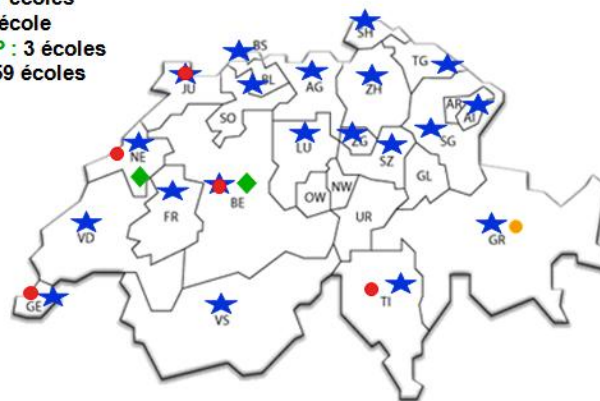 écoles
école
P : 3 écoles
59 écoles
SH
BS
TG
JU
BL
AG
ZH
AR
AI
SO
NE
LU
ZG
SG
SZ
GL
FR
BE
OW
NW
UR
VD
GR
GE
VS
TI